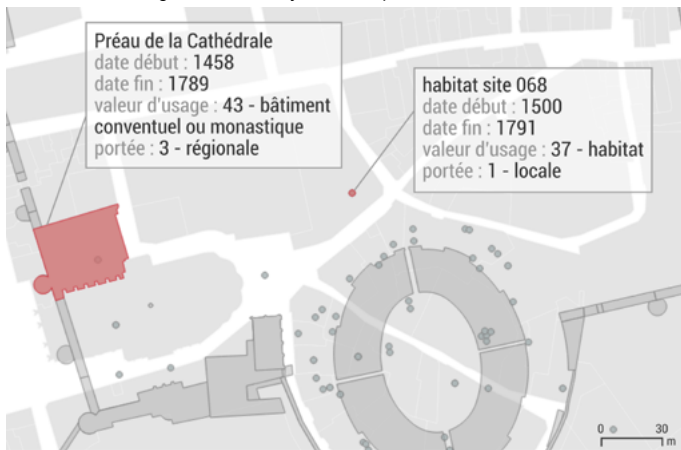 Préau de la Cathédrale
date début : 1458
date fin : 1789
valeur d'usage : 43 - bâtiment
conventuel ou monastique
portée : 3 - régionale
habitat site 068
date début : 1500
date fin : 1791
valeur d'usage : 37 - habitat
portée : 1 - locale
0 30
m